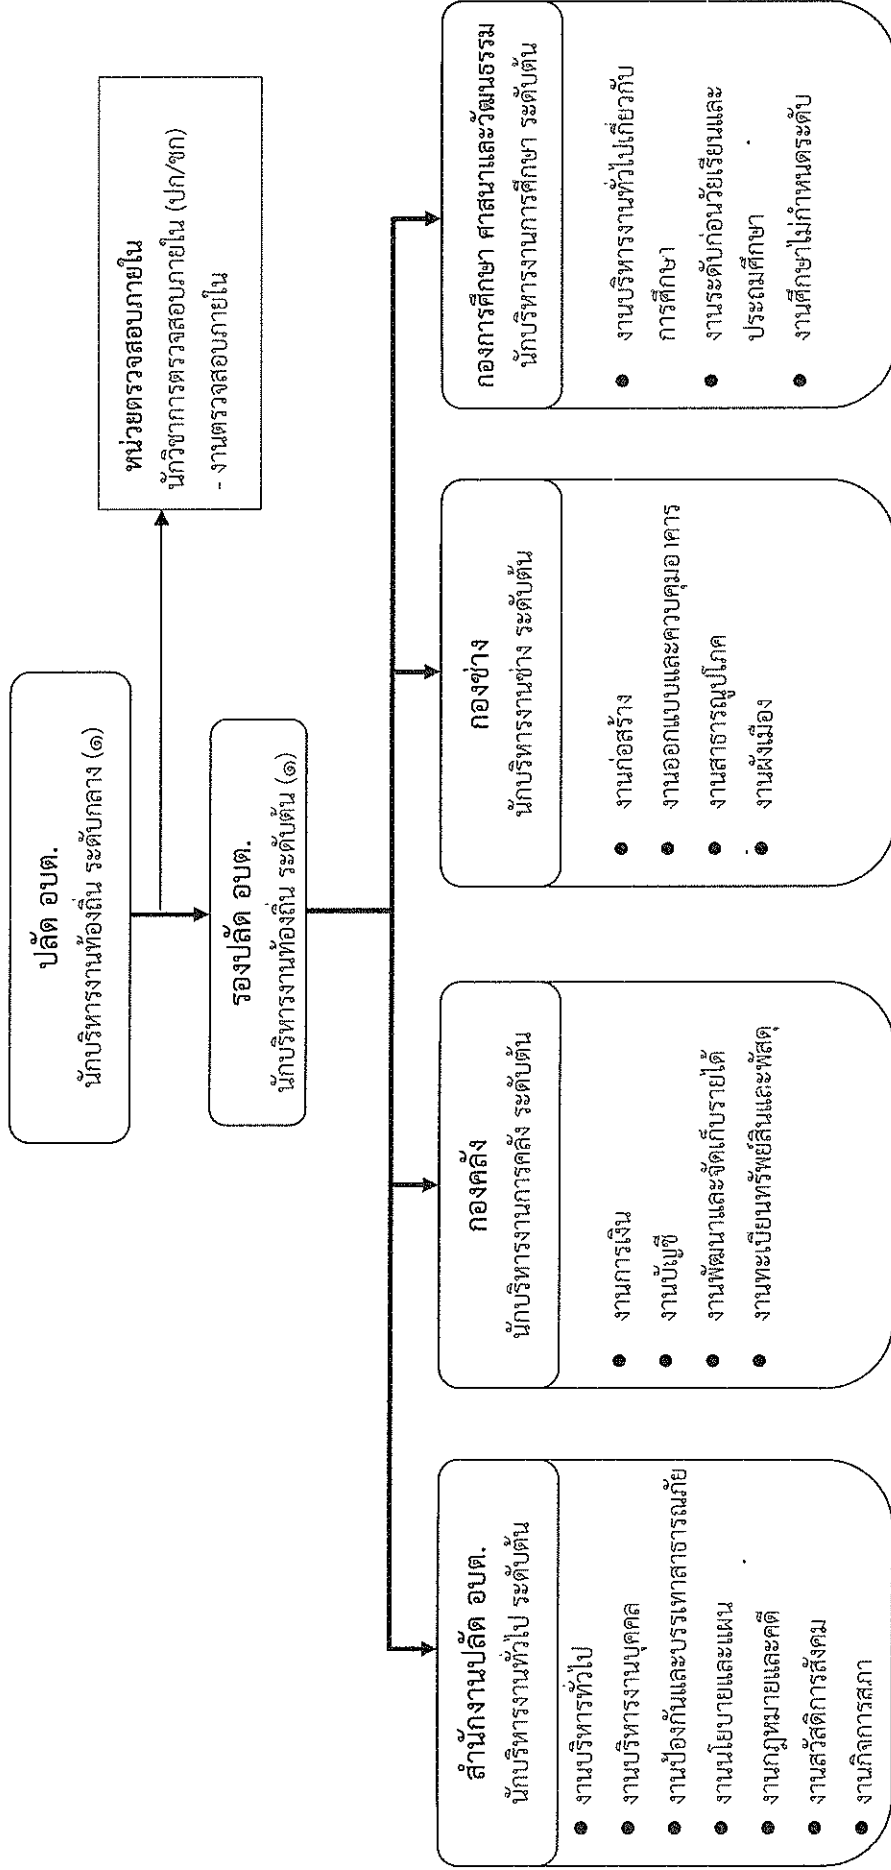 ปลัด อบต.
นักบริหารงานท้องถิ่น ระดับกลาง (๑)
หน่วยตรวจสอบภายใน
นักวิชาการตรวจสอบภายใน (ปก/ชก)
- งานตรวจสอบภายใน
รองปลัด อบต.
นักบริหารงานท้องถิ่น ระดับต้น (๑)
สำนักงานปลัด อบต.
นักบริหารงานทั่วไป ระดับต้น
● งานบริหารทั่วไป
● งานบริหารงานบุคคล
● งานป้องกันและบรรเทาสาธารณภัย
● งานนโยบายและแผน
● งานกฎหมายและคดี
● งานสวัสดิการสังคม
● งานกิจการสภา
กองคลัง
นักบริหารงานการคลัง ระดับต้น
● งานการเงิน
● งานบัญชี
● งานพัฒนาและจัดเก็บรายได้
● งานทะเบียนทรัพย์สินและพัสดุ
กองช่าง
นักบริหารงานช่าง ระดับต้น
● งานก่อสร้าง
● งานออกแบบและควบคุมอาคาร
● งานสาธารณูปโภค
● งานผังเมือง
กองการศึกษา ศาสนาและวัฒนธรรม
นักบริหารงานการศึกษา ระดับต้น
● งานบริหารงานทั่วไปเกี่ยวกับ
การศึกษา
● งานระดับก่อนวัยเรียนและ
ประถมศึกษา
● งานศึกษาไม่กำหนดระดับ